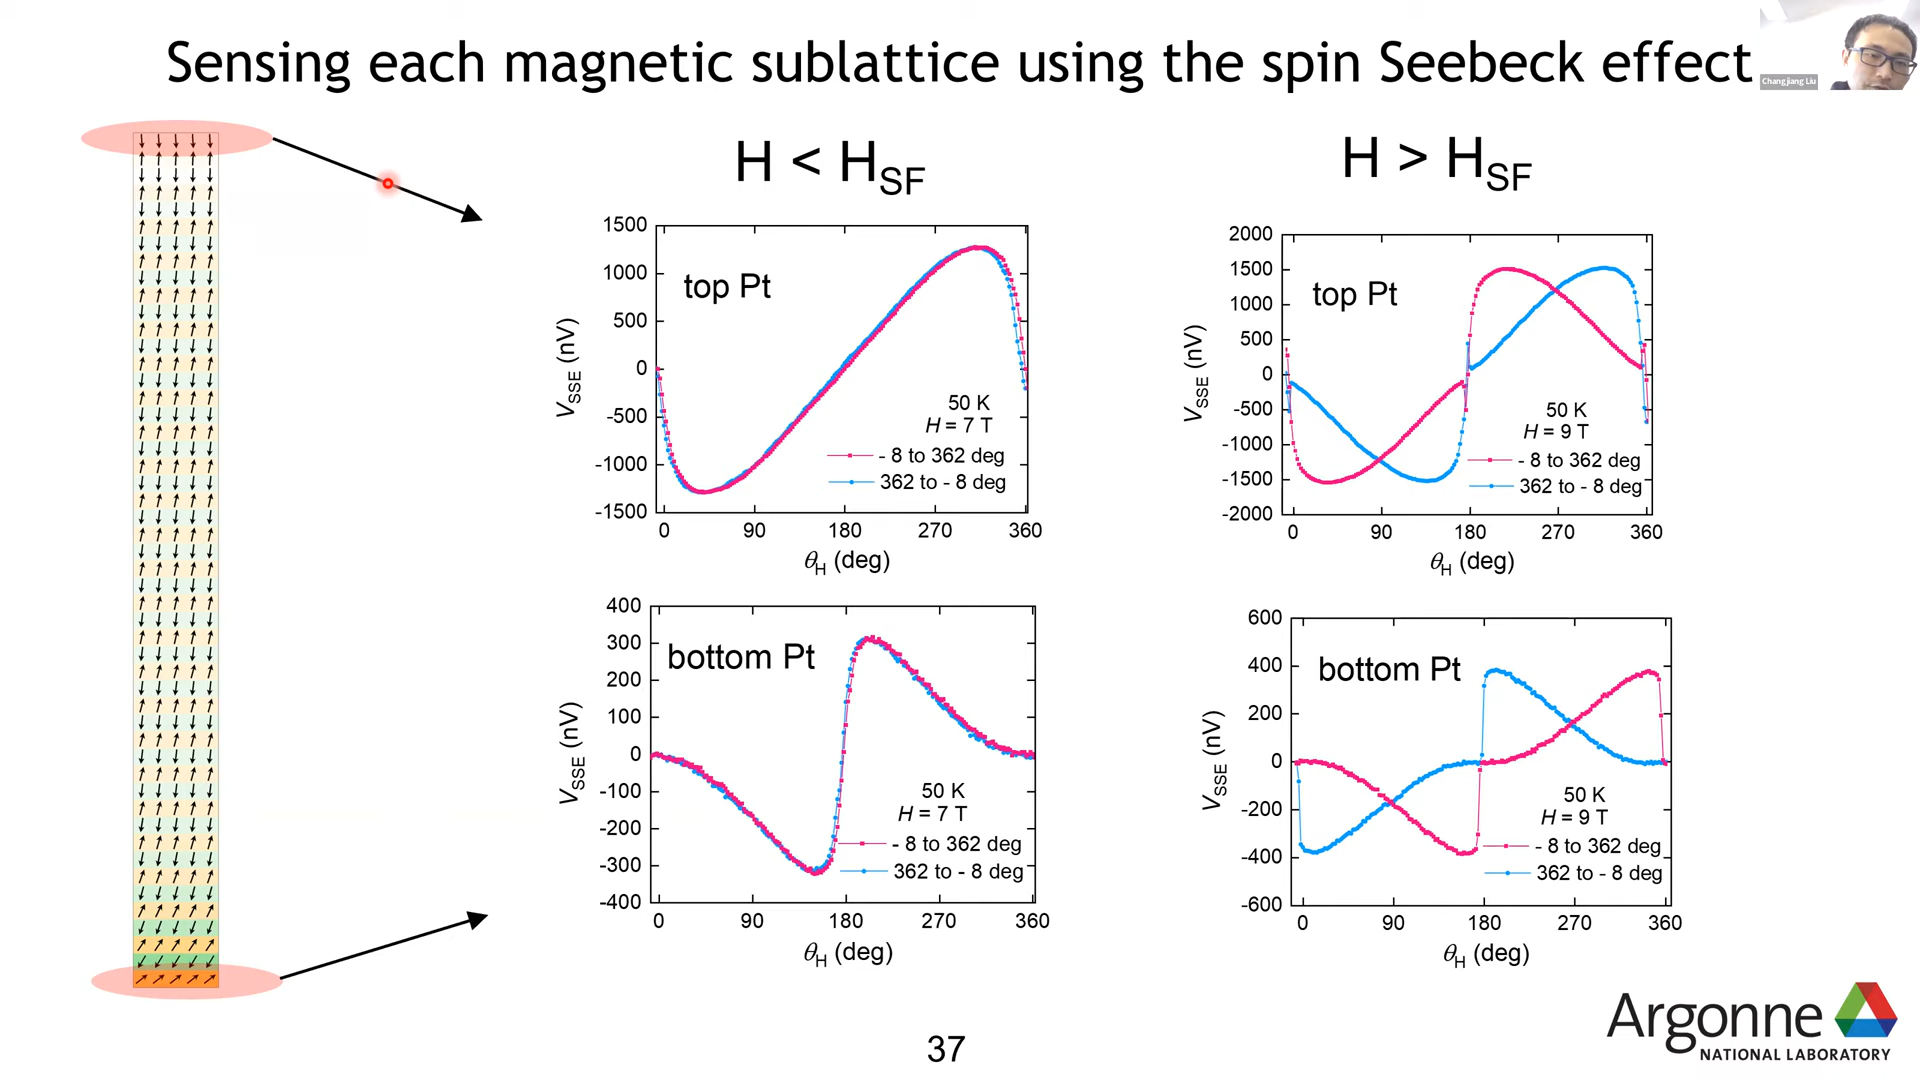 Sensing each magnetic sublattice using the spin Seebeck effect
Changjiang Liu
H < HSF
H > HSF
1500
1000
500
0
-500
-1000
-1500
VSSE (nV)
top Pt
50 K
H = 7 T
- 8 to 362 deg
362 to - 8 deg
0 90 180 270 360
θH (deg)
2000
1500
1000
500
0
-500
-1000
-1500
-2000
VSSE (nV)
top Pt
50 K
H = 9 T
- 8 to 362 deg
362 to - 8 deg
0 90 180 270 360
θH (deg)
400
300
200
100
0
-100
-200
-300
-400
VSSE (nV)
bottom Pt
50 K
H = 7 T
- 8 to 362 deg
362 to - 8 deg
0 90 180 270 360
θH (deg)
600
400
200
0
-200
-400
-600
VSSE (nV)
bottom Pt
50 K
H = 9 T
- 8 to 362 deg
362 to - 8 deg
0 90 180 270 360
θH (deg)
37
Argonne
NATIONAL LABORATORY